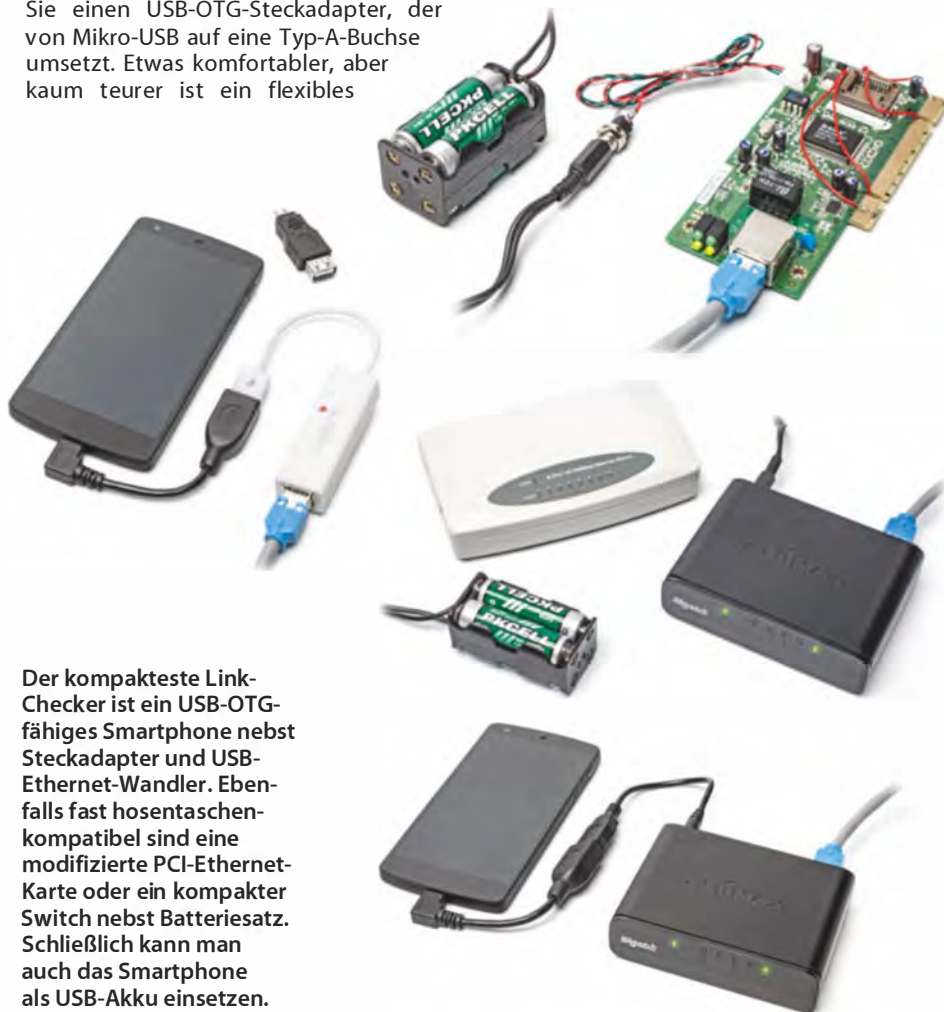 Sie einen USB-OTG-Steckadapter, der
von Mikro-USB auf eine Typ-A-Buchse
umsetzt. Etwas komfortabler, aber
kaum teurer ist ein flexibles
PKCELL
PKCELL
PKCELL
PKCELL
Gigabit
Der kompakteste Link-
Checker ist ein USB-OTG-
fähiges Smartphone nebst
Steckadapter und USB-
Ethernet-Wandler. Eben-
falls fast hosentaschen-
kompatibel sind eine
modifizierte PCI-Ethernet-
Karte oder ein kompakter
Switch nebst Batteriesatz.
Schließlich kann man
auch das Smartphone
als USB-Akku einsetzen.
Gigabit